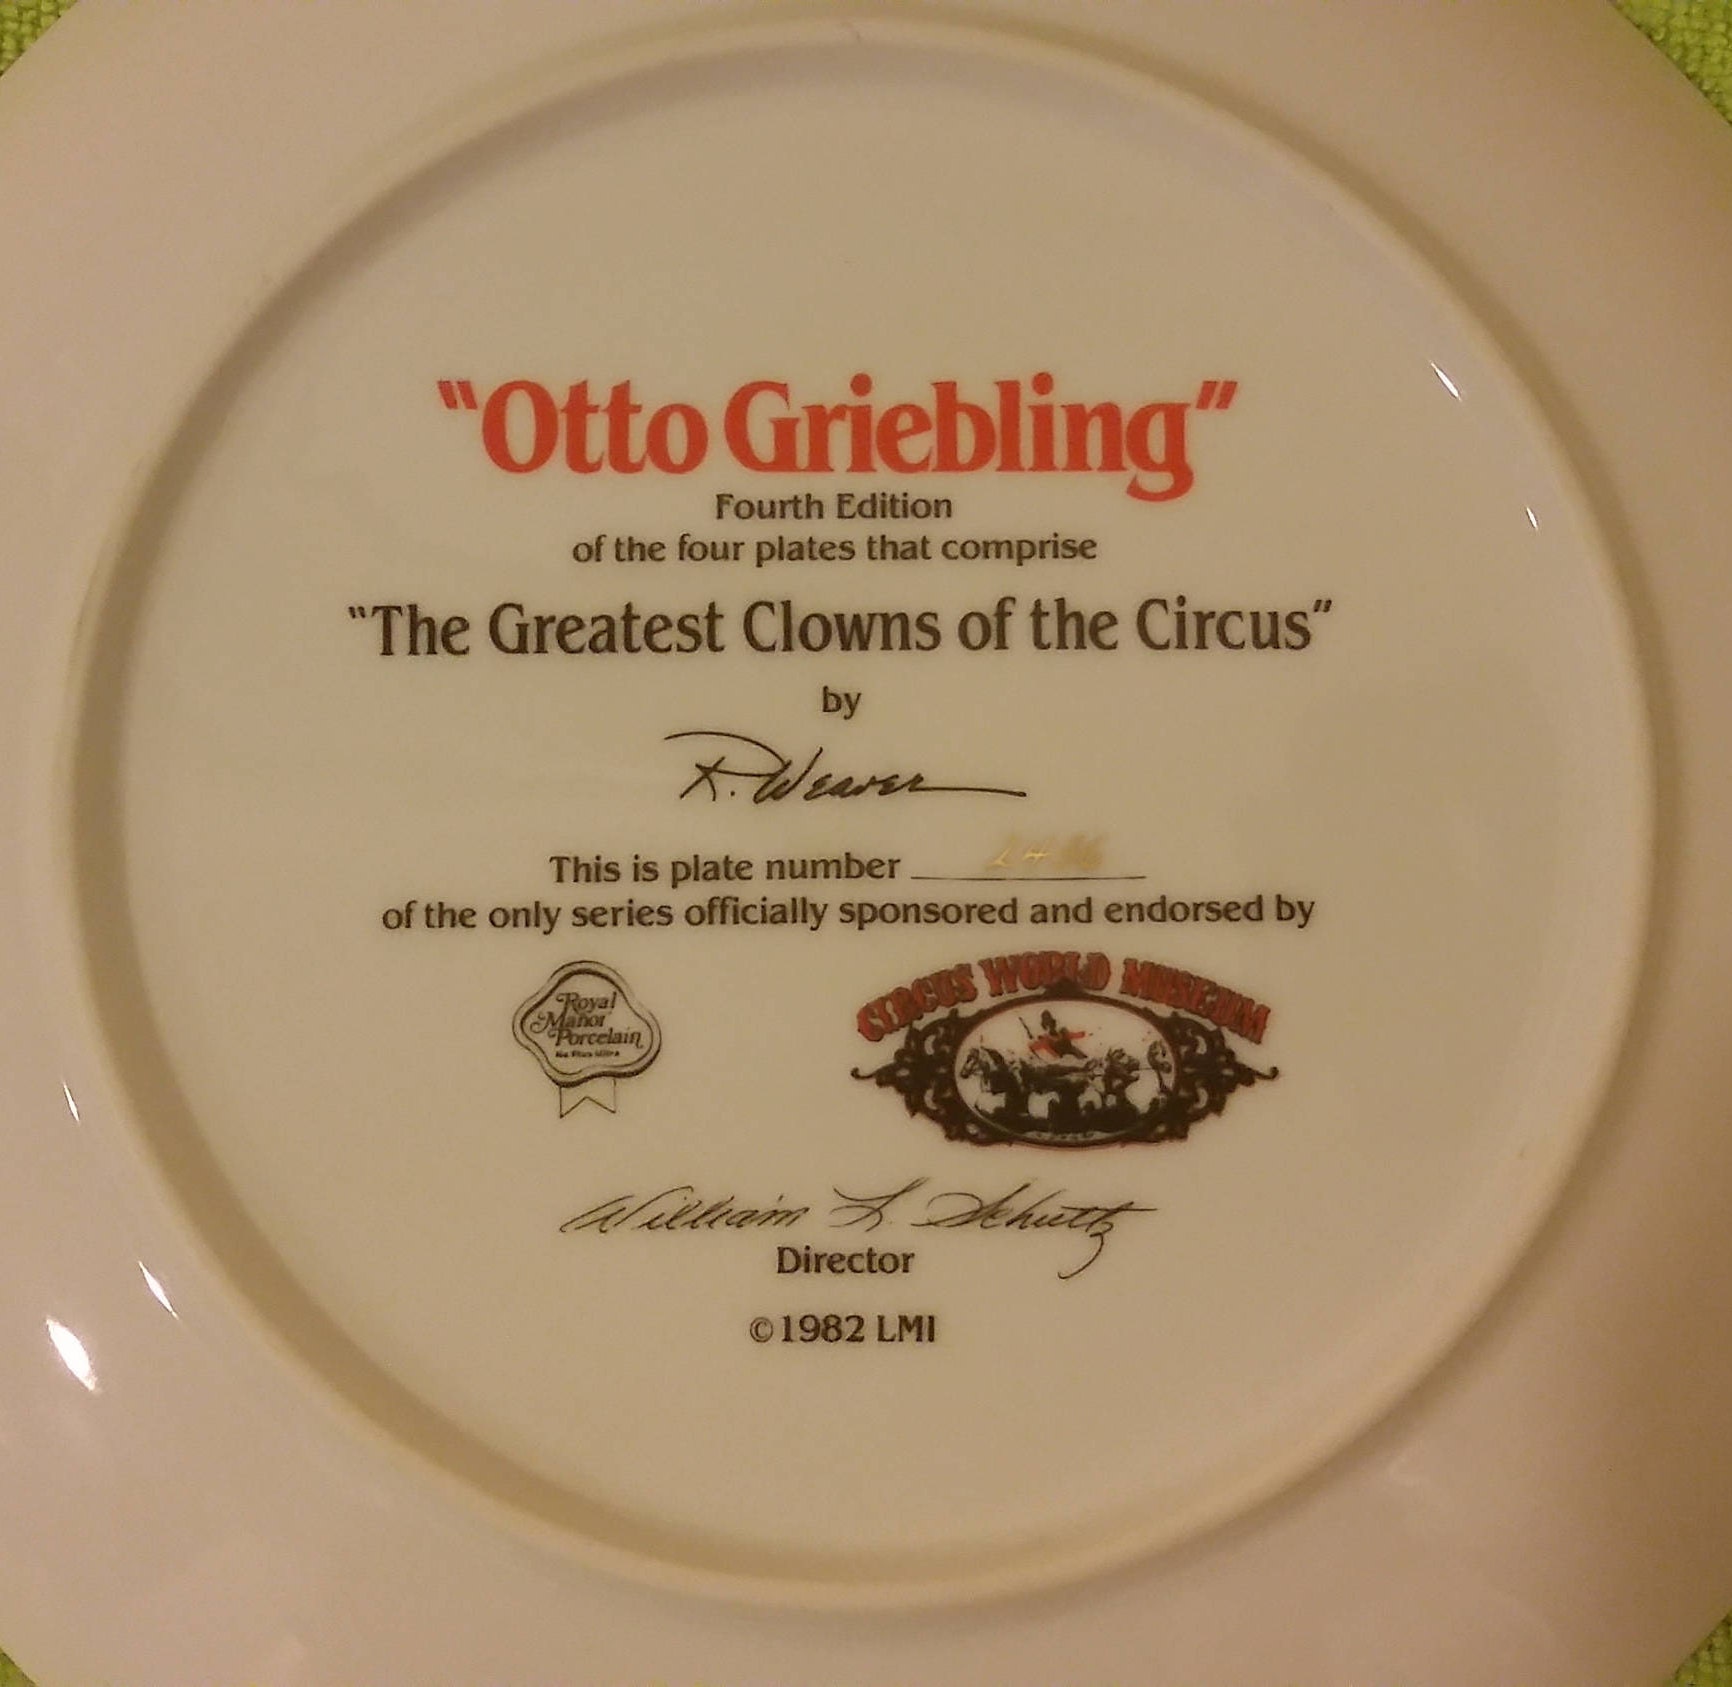 "Otto Griebling"
Fourth Edition
of the four plates that comprise
"The Greatest Clowns of the Circus"
by
R. Weaver
This is plate number
of the only series officially sponsored and endorsed by
Royal
Manor
Porcelain
CIRCUS WORLD MUSEUM
William L. Schultz
Director
©1982 LMI